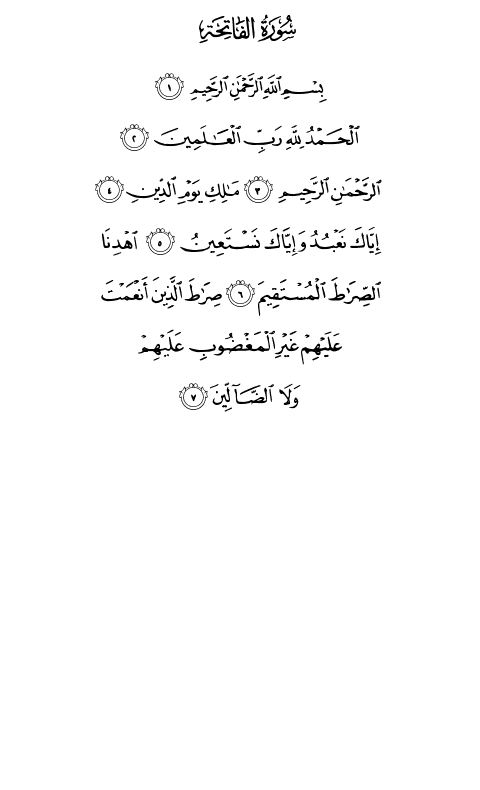 سُورَةُ الفَاتِحَةِ
بِسْمِ ٱللَّهِ ٱلرَّحْمَٰنِ ٱلرَّحِيمِ ١
ٱلْحَمْدُ لِلَّهِ رَبِّ ٱلْعَـٰلَمِينَ ٢
ٱلرَّحْمَٰنِ ٱلرَّحِيمِ ٣ مَـٰلِكِ يَوْمِ ٱلدِّينِ ٤
إِيَّاكَ نَعْبُدُ وَإِيَّاكَ نَسْتَعِينُ ٥ ٱهْدِنَا
ٱلصِّرَٰطَ ٱلْمُسْتَقِيمَ ٦ صِرَٰطَ ٱلَّذِينَ أَنْعَمْتَ
عَلَيْهِمْ غَيْرِ ٱلْمَغْضُوبِ عَلَيْهِمْ
وَلَا ٱلضَّآلِّينَ ٧